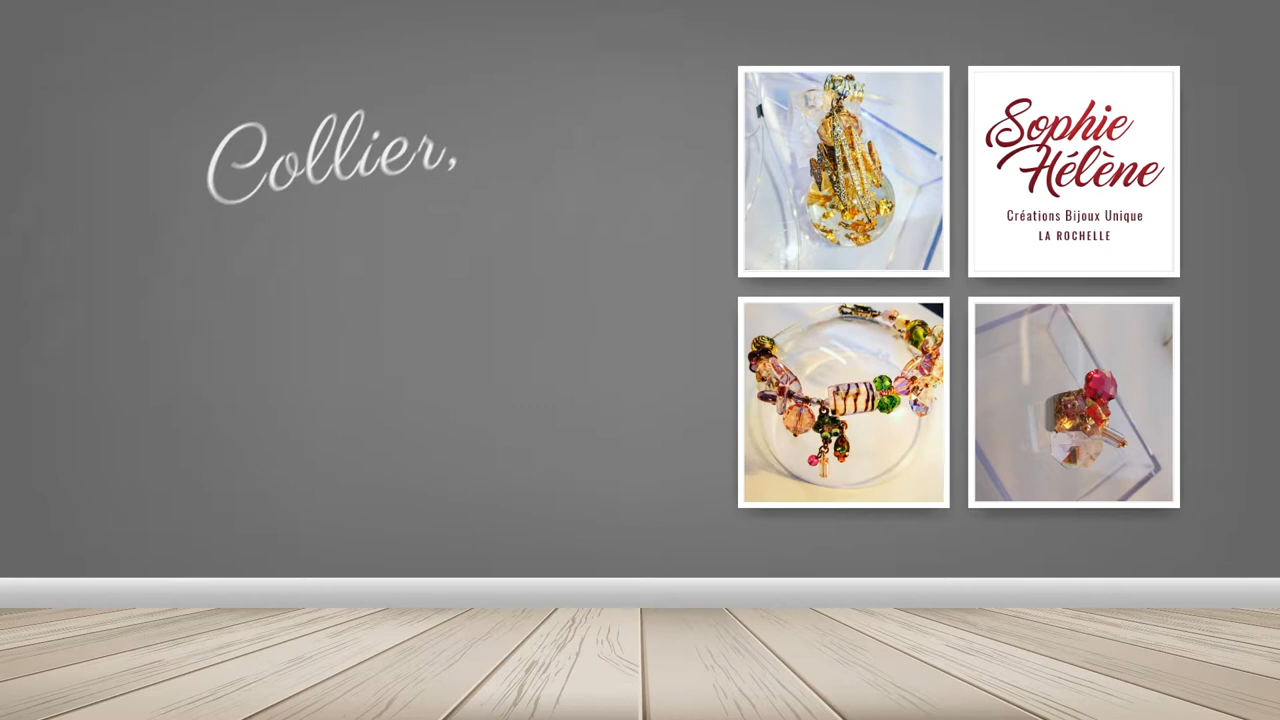 Collier,
Sophie
Hélène
Créations Bijoux Unique
LA ROCHELLE